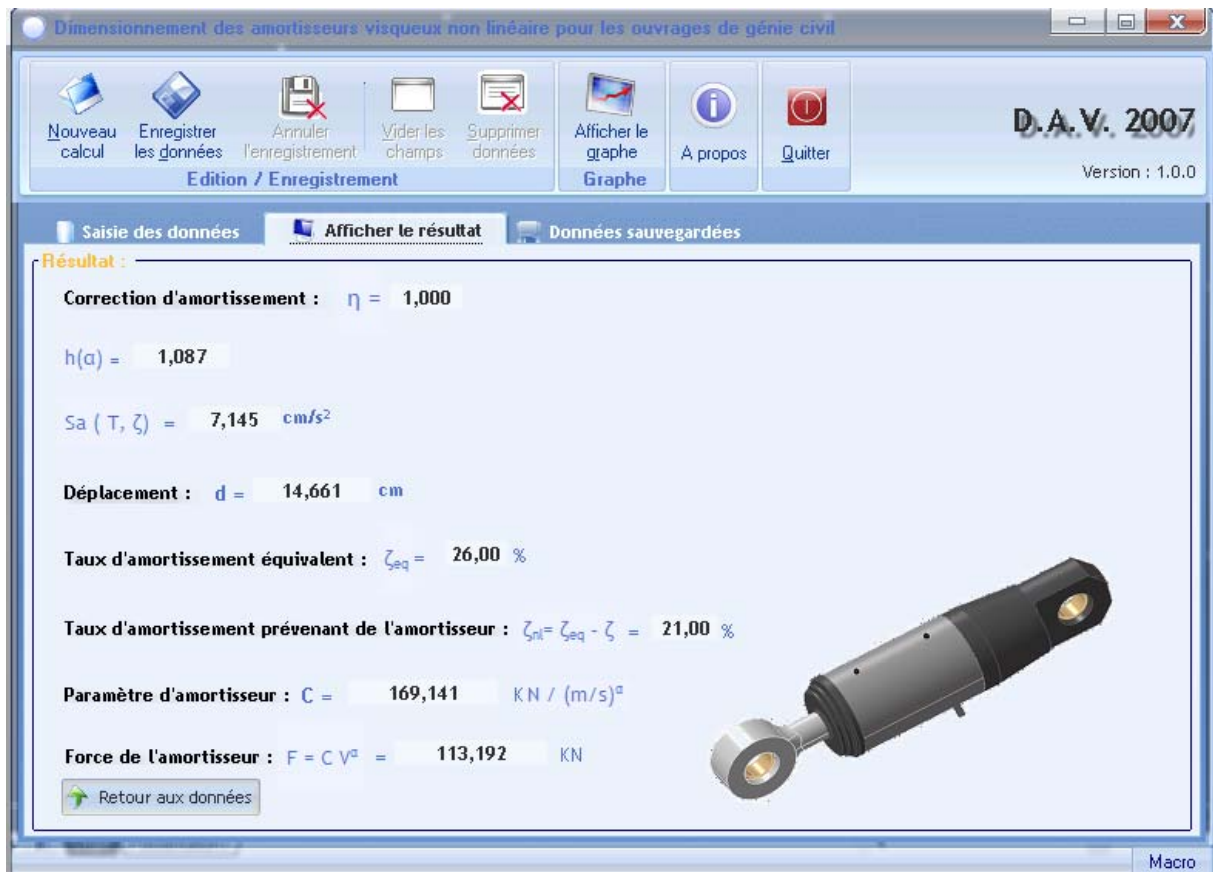 Dimensionnement des amortisseurs visqueux non linéaire pour les ouvrages de génie civil
Nouveau calcul
Enregistrer les données
Annuler l'enregistrement
Vider les champs
Supprimer données
Edition / Enregistrement
Afficher le graphe
Graphe
A propos
Quitter
D.A.V. 2007
Version : 1.0.0
Saisie des données
Afficher le résultat
Données sauvegardées
Résultat :
Correction d'amortissement : η = 1,000
h(α) = 1,087
Sa ( T, ζ) = 7,145 cm/s²
Déplacement : d = 14,661 cm
Taux d'amortissement équivalent : ζeq = 26,00 %
Taux d'amortissement prévenant de l'amortisseur : ζnl= ζeq - ζ = 21,00 %
Paramètre d'amortisseur : C = 169,141 KN / (m/s)ᵅ
Force de l'amortisseur : F = C Vᵅ = 113,192 KN
Retour aux données
Macro